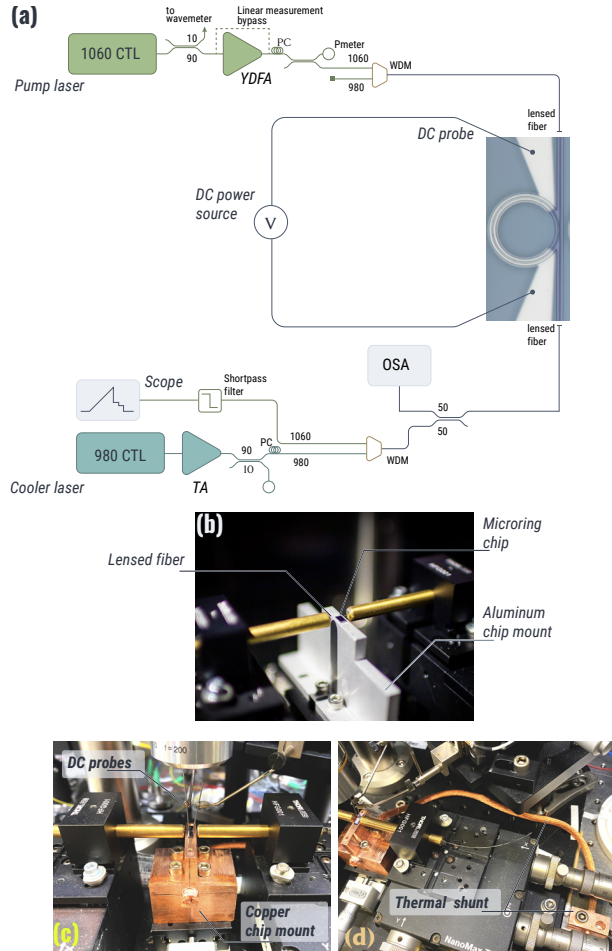 (a)
to
wavemeter
Linear measurement
bypass
1060 CTL
10
90
PC
Pmeter
1060
980
WDM
Pump laser
YDFA
lensed
fiber
DC probe
DC power
source
V
lensed
fiber
OSA
Scope
Shortpass
filter
50
50
980 CTL
90
10
PC
1060
980
WDM
Cooler laser
TA
(b)
Microring
chip
Lensed fiber
Aluminum
chip mount
f=200
DC probes
Copper
chip mount
(c)
Thermal shunt
NanoMax
(d)